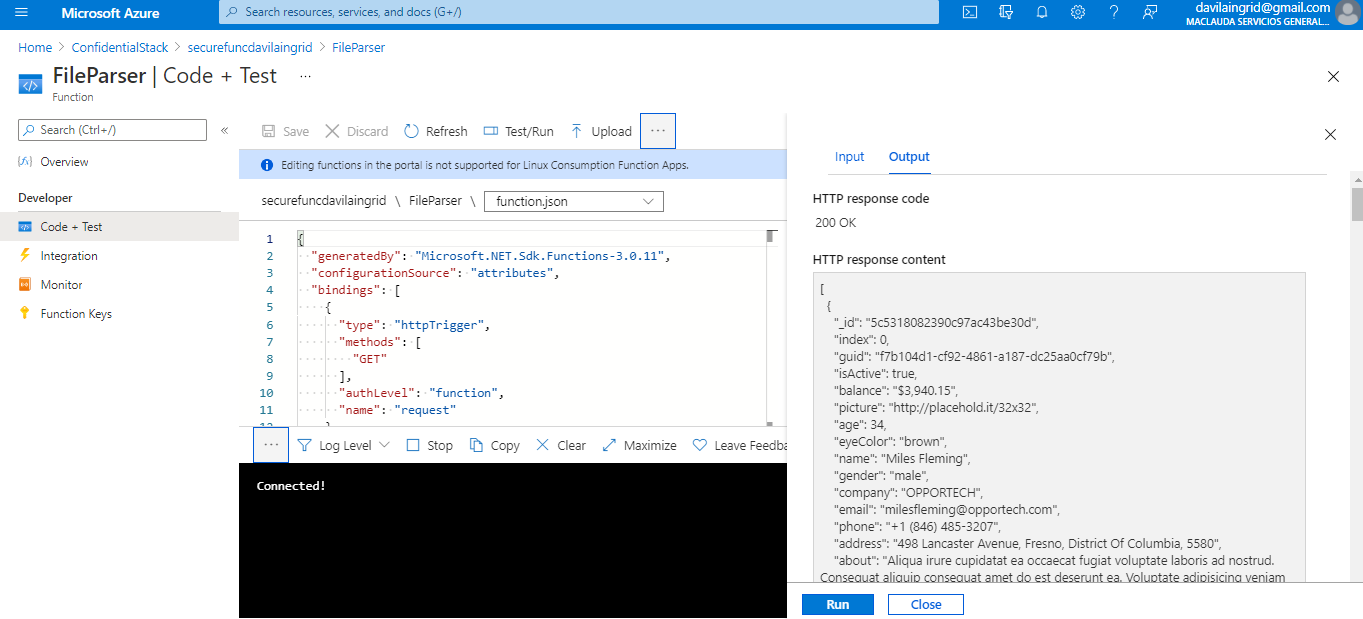 Microsoft Azure
Search resources, services, and docs (G+/)
davilaingrid@gmail.com
MACLAUDA SERVICIOS GENERAL...
Home > ConfidentialStack > securefuncdavilaingrid > FileParser
FileParser | Code + Test ...
Function
Search (Ctrl+/)
«
Overview
Developer
Code + Test
Integration
Monitor
Function Keys
Save Discard Refresh Test/Run Upload ...
Editing functions in the portal is not supported for Linux Consumption Function Apps.
securefuncdavilaingrid \ FileParser \ function.json
1 {
2 "generatedBy": "Microsoft.NET.Sdk.Functions-3.0.11",
3 "configurationSource": "attributes",
4 "bindings": [
5 {
6 "type": "httpTrigger",
7 "methods": [
8 "GET"
9 ],
10 "authLevel": "function",
11 "name": "request"
... Log Level Stop Copy Clear Maximize Leave Feedba
Connected!
Input Output
HTTP response code
200 OK
HTTP response content
[
{
"_id": "5c5318082390c97ac43be30d",
"index": 0,
"guid": "f7b104d1-cf92-4861-a187-dc25aa0cf79b",
"isActive": true,
"balance": "$3,940.15",
"picture": "http://placehold.it/32x32",
"age": 34,
"eyeColor": "brown",
"name": "Miles Fleming",
"gender": "male",
"company": "OPPORTECH",
"email": "milesfleming@opportech.com",
"phone": "+1 (846) 485-3207",
"address": "498 Lancaster Avenue, Fresno, District Of Columbia, 5580",
"about": "Aliqua irure cupidatat ea occaecat fugiat voluptate laboris ad nostrud.
Consequat aliquip consequat amet do est deserunt ea. Voluptate adipisicing veniam
Run Close